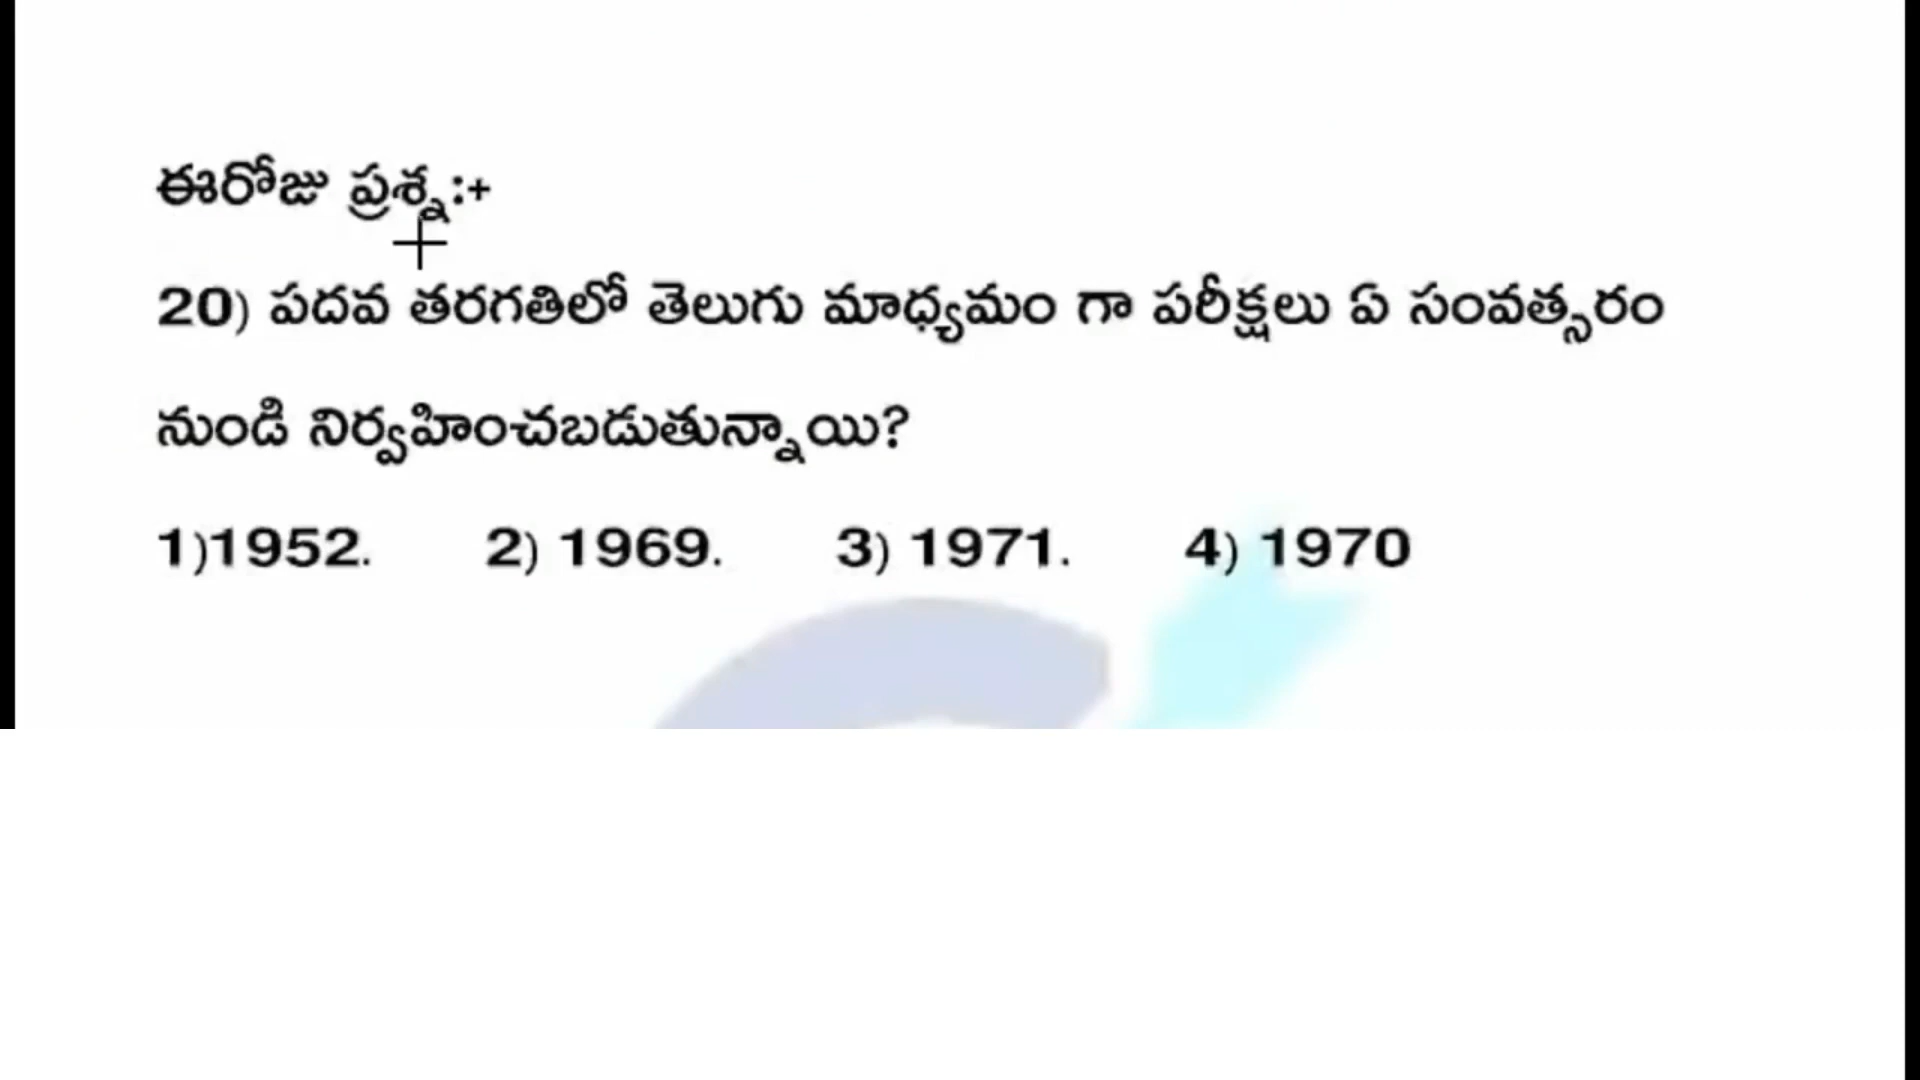 ఈరోజు ప్రశ్న:+
20) పదవ తరగతిలో తెలుగు మాధ్యమం గా పరీక్షలు ఏ సంవత్సరం
నుండి నిర్వహించబడుతున్నాయి?
1)1952. 2) 1969. 3) 1971. 4) 1970